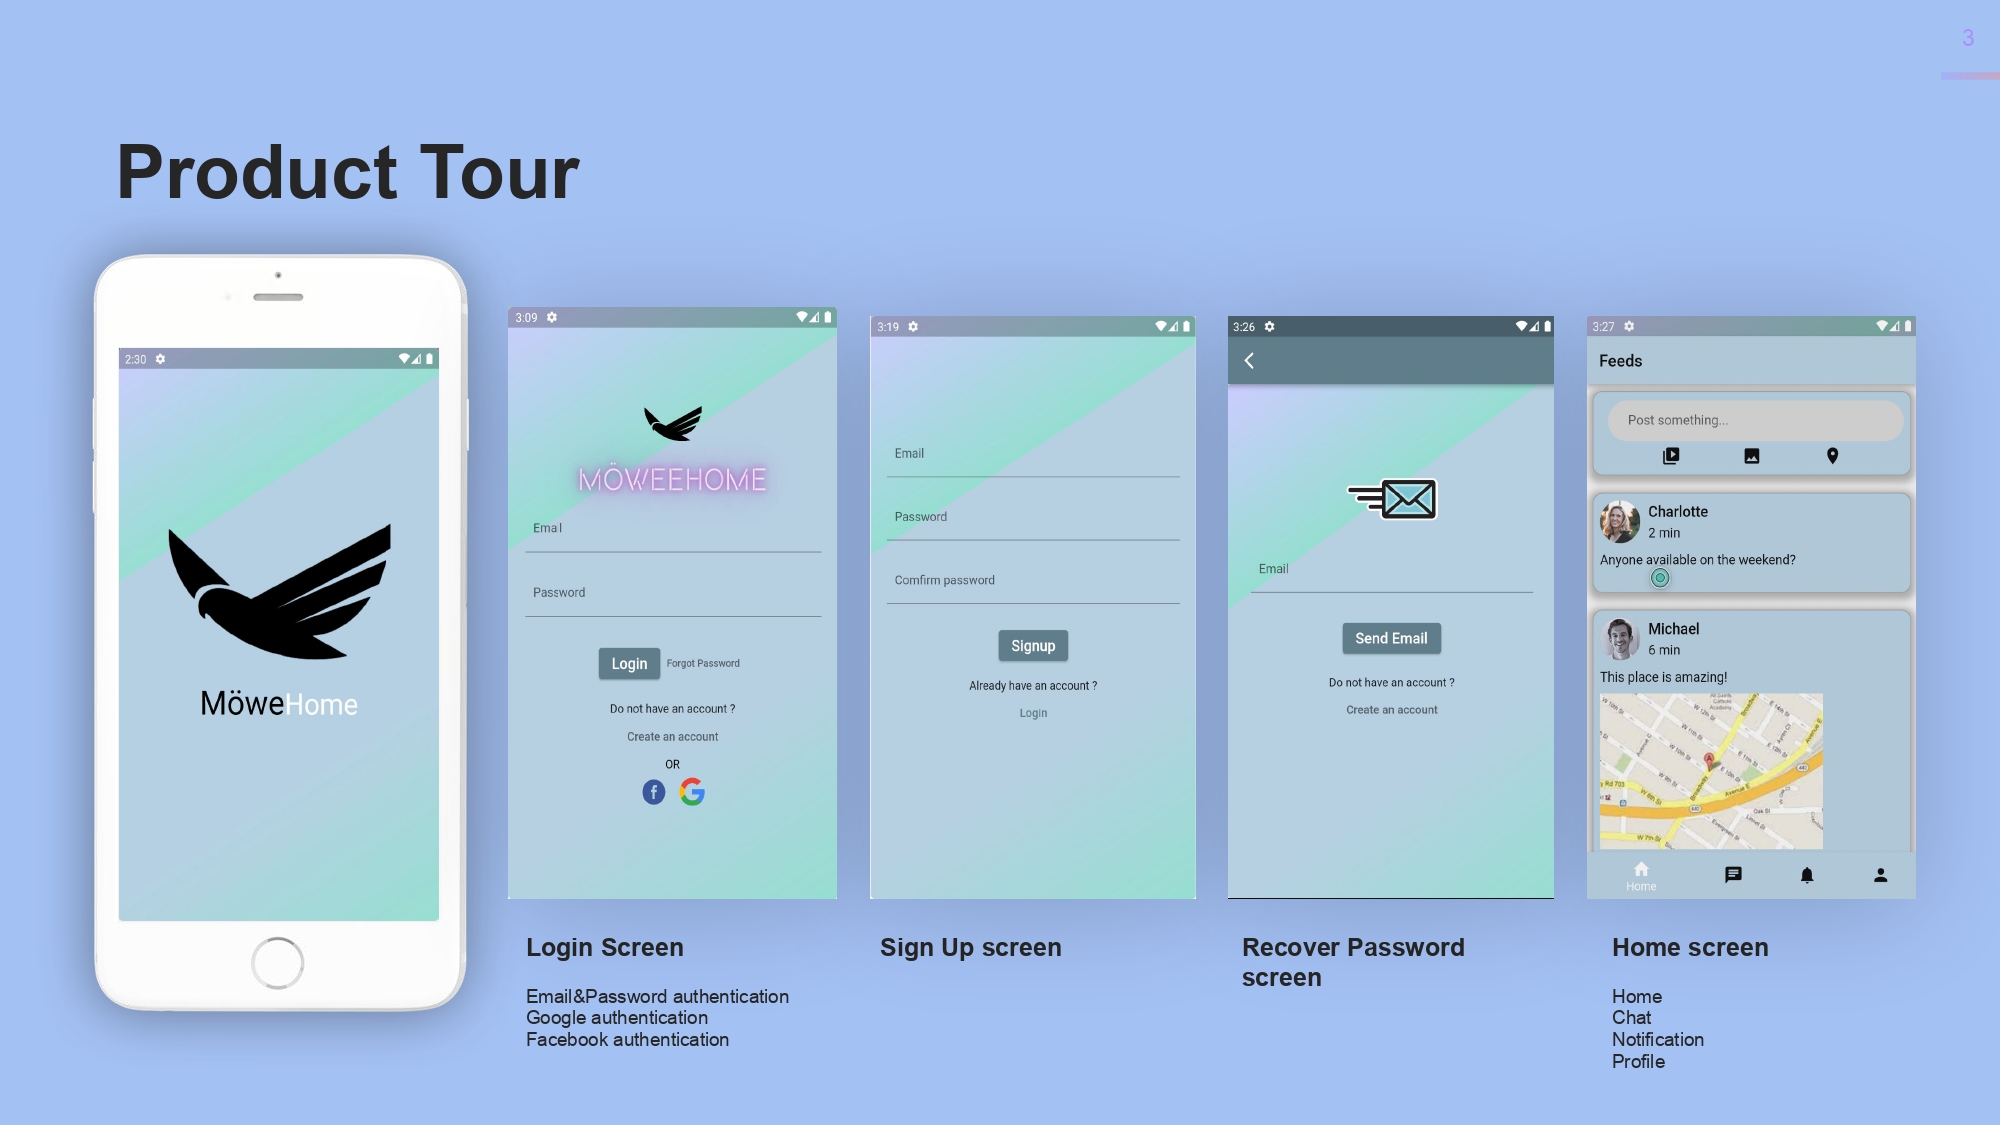 3
Product Tour
2:30
MöweHome
3:09
MÖWEEHOME
Email
Password
Login Forgot Password
Do not have an account ?
Create an account
OR
3:19
Email
Password
Comfirm password
Signup
Already have an account ?
Login
3:26
Email
Send Email
Do not have an account ?
Create an account
3:27
Feeds
Post something...
Charlotte
2 min
Anyone available on the weekend?
Michael
6 min
This place is amazing!
Home
Login Screen
Email&Password authentication
Google authentication
Facebook authentication
Sign Up screen
Recover Password
screen
Home screen
Home
Chat
Notification
Profile